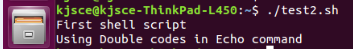 kjsce@kjsce-ThinkPad-L450:~$ ./test2.sh
First shell script
Using Double codes in Echo command